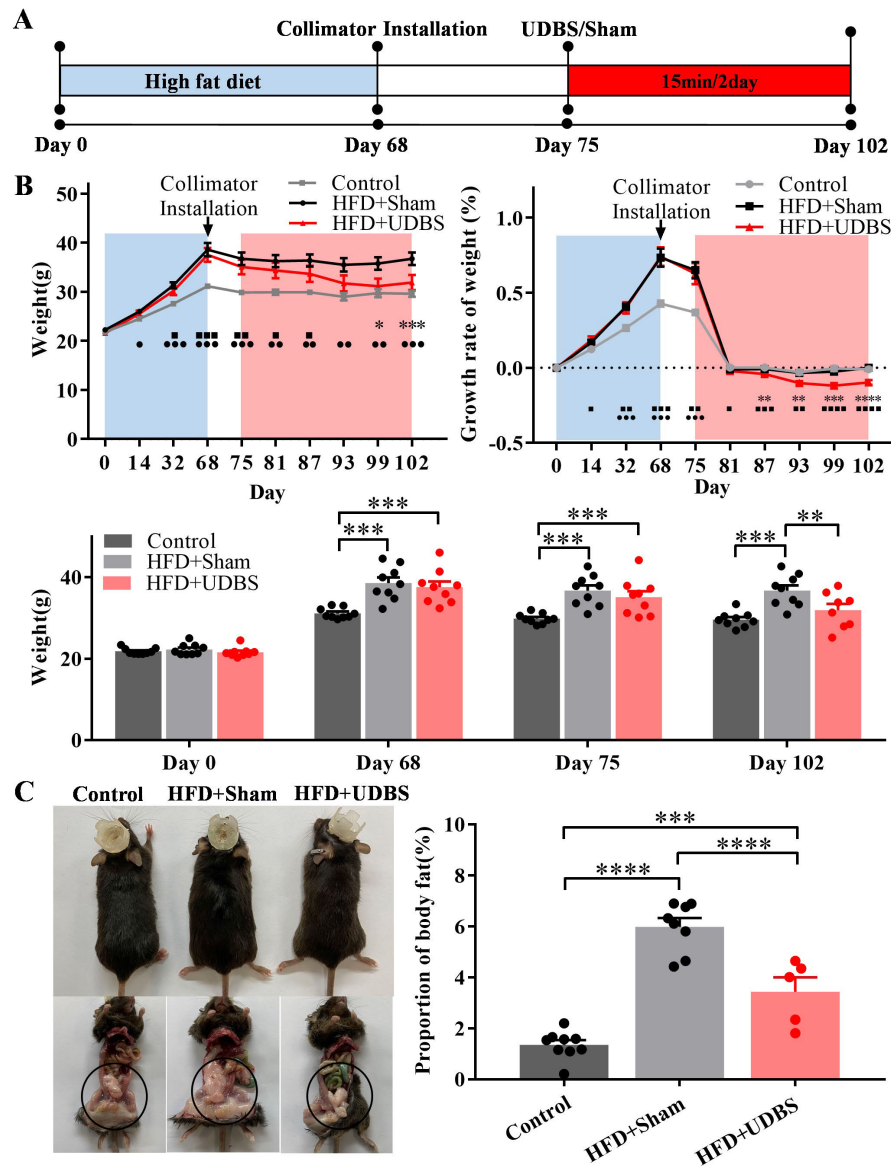 A
Collimator Installation UDBS/Sham
High fat diet
15min/2day
Day 0 Day 68 Day 75 Day 102
B
Weight(g)
60
50
40
30
20
10
0
Collimator
Installation
Control
HFD+Sham
HFD+UDBS
*
***
0 14 32 68 75 81 87 93 99 102
Day
Growth rate of weight (%)
1.0
0.5
0.0
-0.5
Collimator
Installation
Control
HFD+Sham
HFD+UDBS
** ** *** ****
0 14 32 68 75 81 87 93 99 102
Day
Weight(g)
60
40
20
0
Control
HFD+Sham
HFD+UDBS
***
***
***
***
***
**
Day 0 Day 68 Day 75 Day 102
C
Control HFD+Sham HFD+UDBS
Proportion of body fat(%)
10
8
6
4
2
0
***
****
****
Control
HFD+Sham
HFD+UDBS